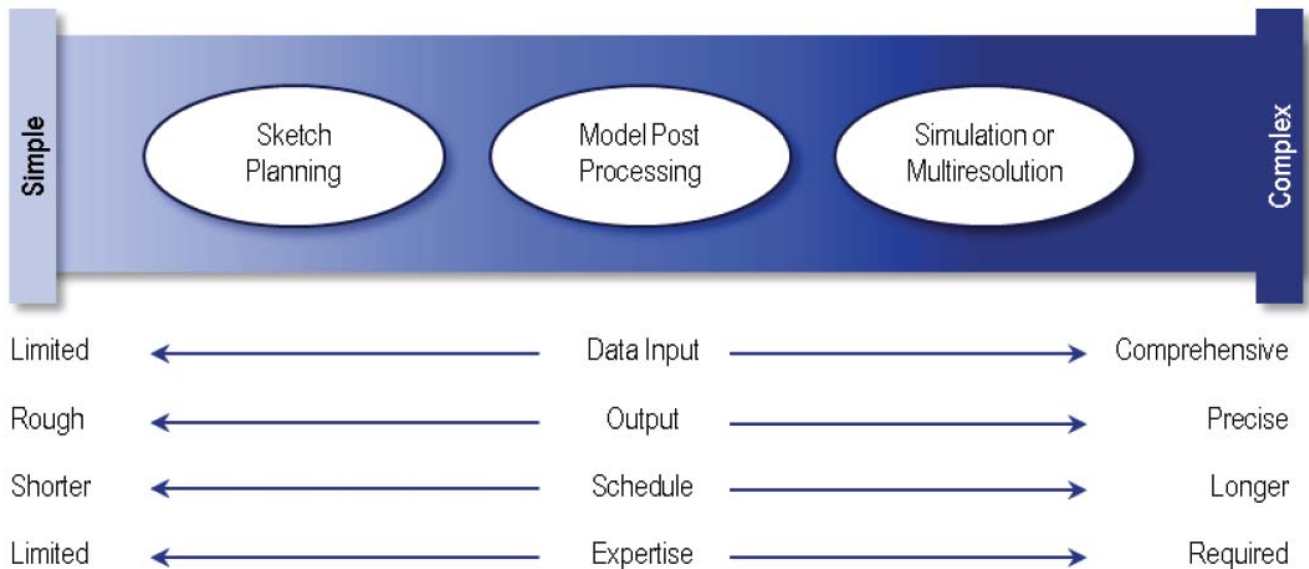 Simple
Sketch
Planning
Model Post
Processing
Simulation or
Multiresolution
Complex
Limited Data Input Comprehensive
Rough Output Precise
Shorter Schedule Longer
Limited Expertise Required